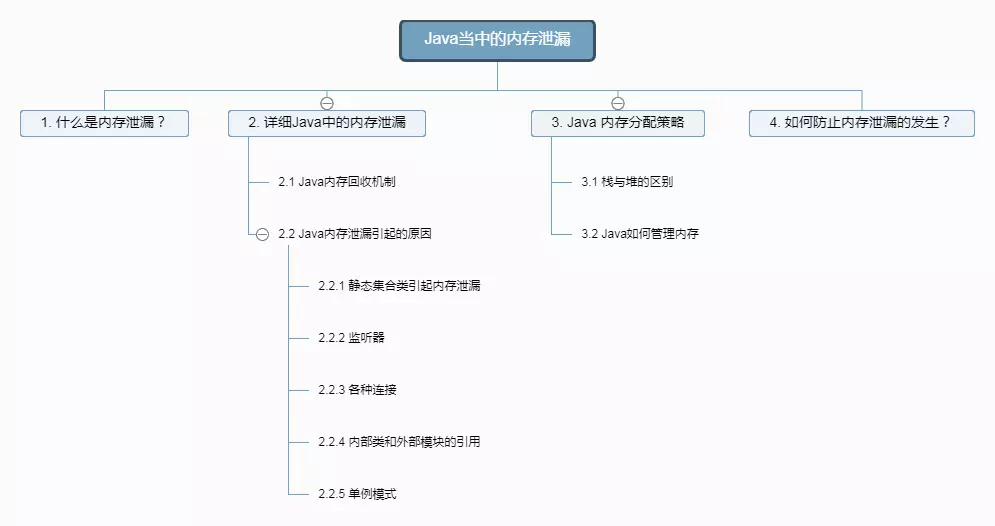 Java当中的内存泄漏
1. 什么是内存泄漏？
2. 详细Java中的内存泄漏
3. Java 内存分配策略
4. 如何防止内存泄漏的发生？
2.1 Java内存回收机制
3.1 栈与堆的区别
2.2 Java内存泄漏引起的原因
3.2 Java如何管理内存
2.2.1 静态集合类引起内存泄漏
2.2.2 监听器
2.2.3 各种连接
2.2.4 内部类和外部模块的引用
2.2.5 单例模式